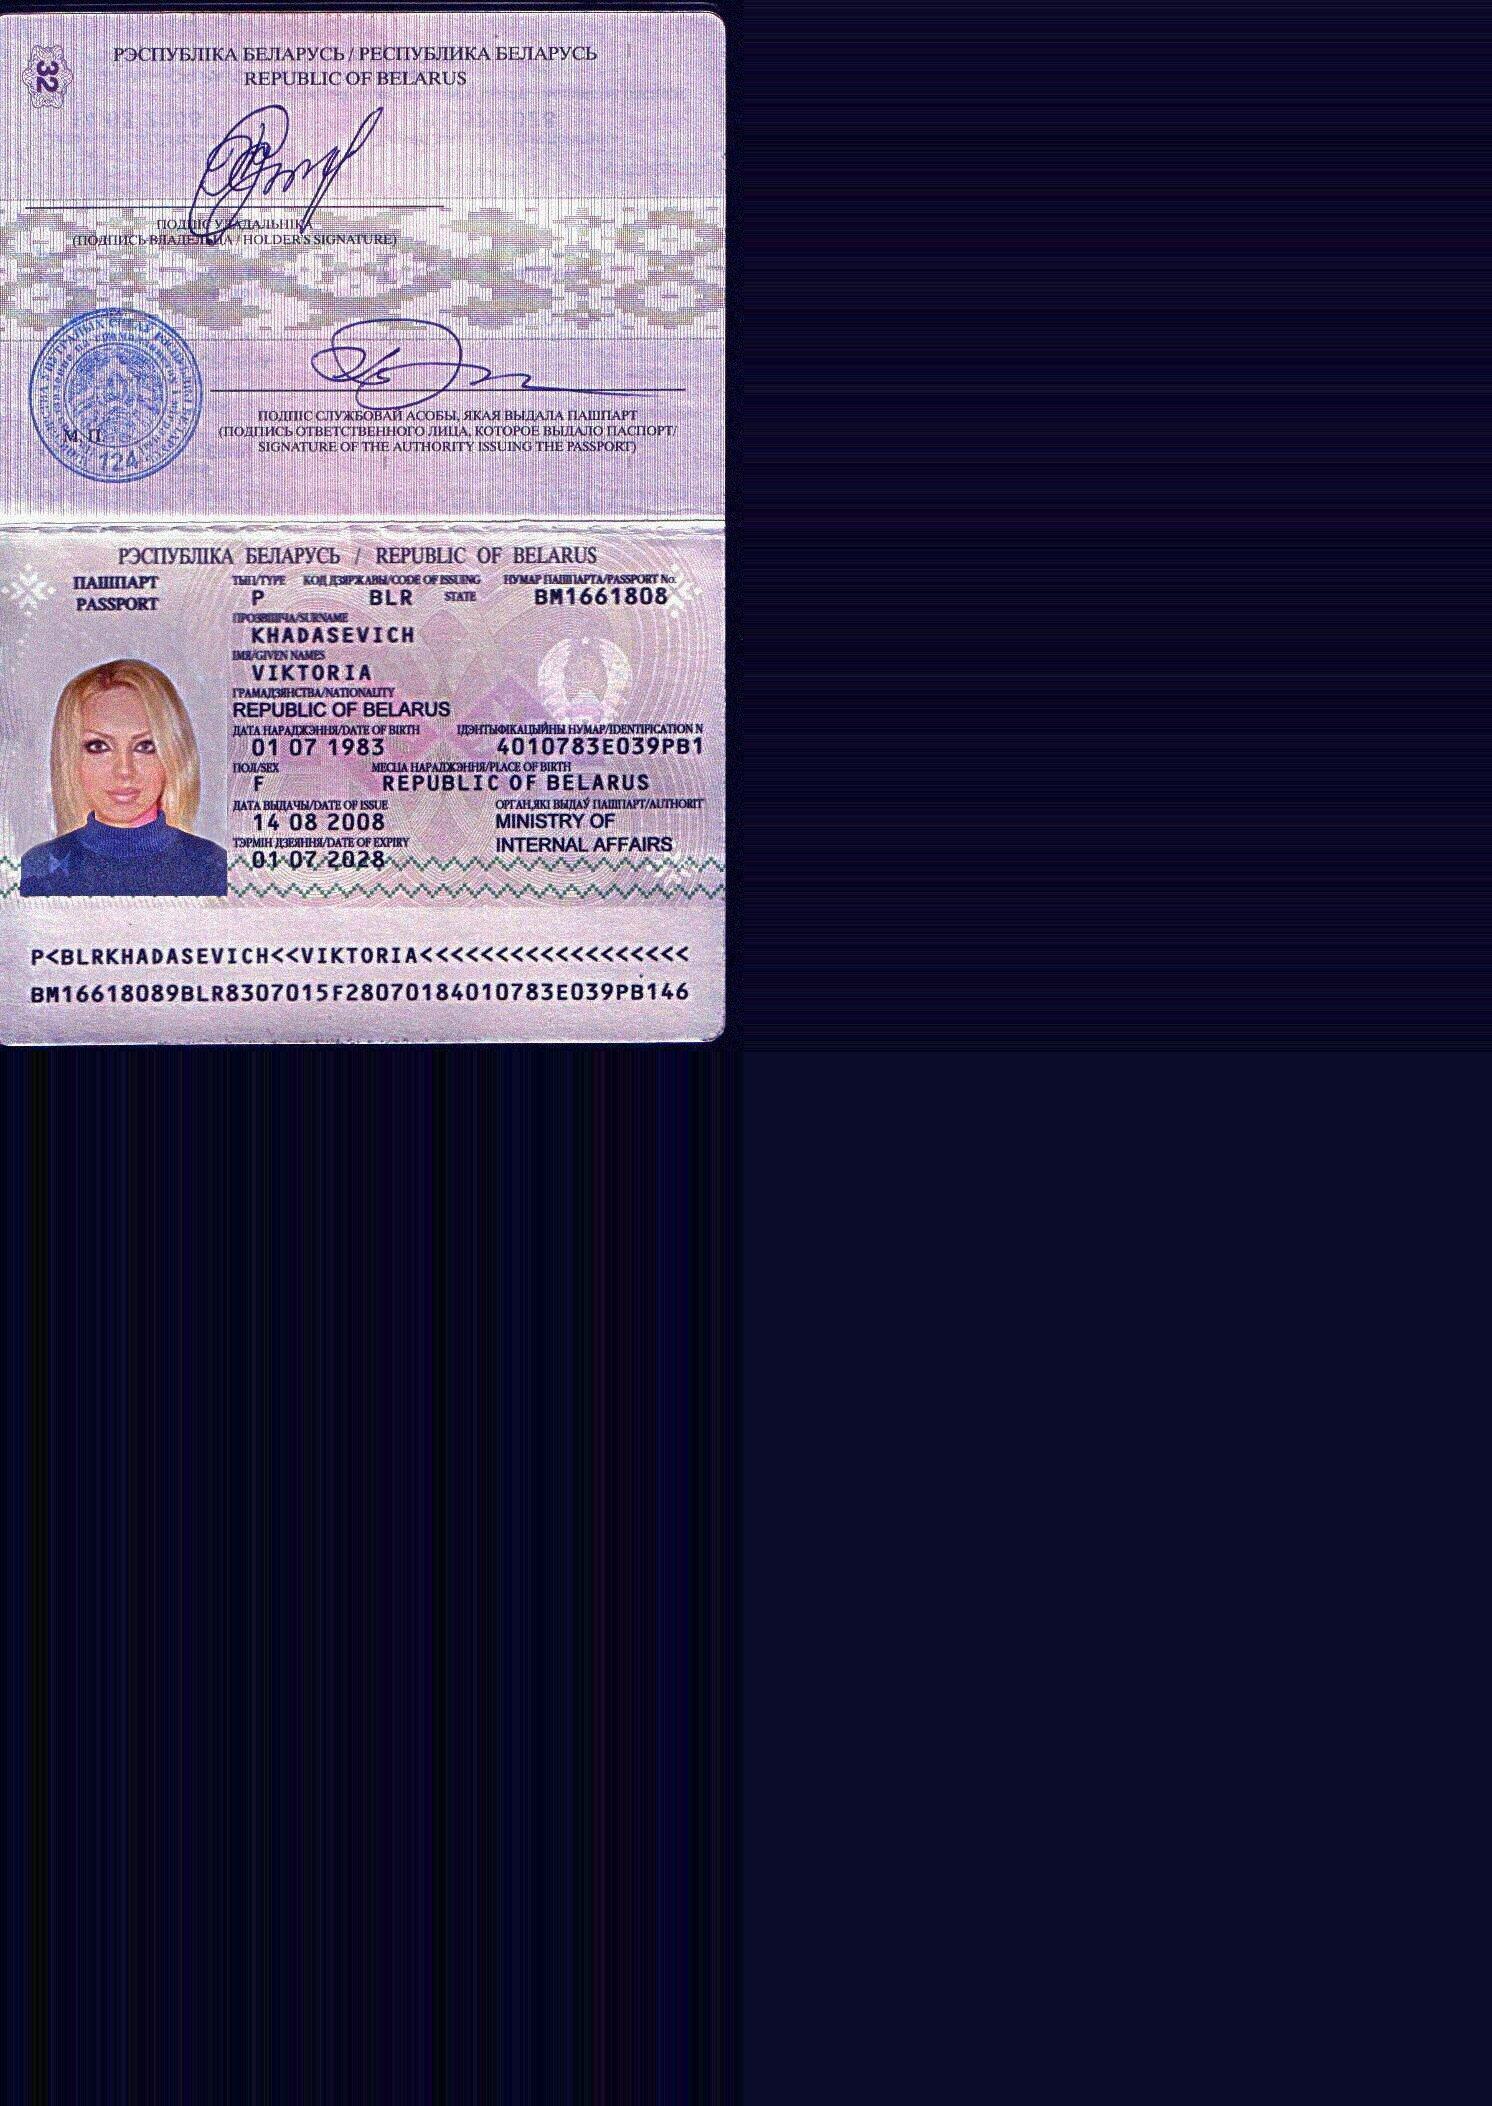 32
РЭСПУБЛІКА БЕЛАРУСЬ / РЕСПУБЛИКА БЕЛАРУСЬ
REPUBLIC OF BELARUS
ПОДПІС УЛАДАЛЬНІКА
(ПОДПИСЬ ВЛАДЕЛЬЦА / HOLDER'S SIGNATURE)
М. П.
124
ПОДПІС СЛУЖБОВАЙ АСОБЫ, ЯКАЯ ВЫДАЛА ПАШПАРТ
(ПОДПИСЬ ОТВЕТСТВЕННОГО ЛИЦА, КОТОРОЕ ВЫДАЛО ПАСПОРТ/
SIGNATURE OF THE AUTHORITY ISSUING THE PASSPORT)
РЭСПУБЛІКА БЕЛАРУСЬ / REPUBLIC OF BELARUS
ПАШПАРТ
PASSPORT
ТЫП/TYPE КОД ДЗЯРЖАВЫ/CODE OF ISSUING STATE НУМАР ПАШПАРТА/PASSPORT No.
P BLR BM1661808
ПРОЗВІШЧА/SURNAME
KHADASEVICH
ІМЯ/GIVEN NAMES
VIKTORIA
ГРАМАДЗЯНСТВА/NATIONALITY
REPUBLIC OF BELARUS
ДАТА НАРАДЖЭННЯ/DATE OF BIRTH ІДЭНТЫФІКАЦЫЙНЫ НУМАР/IDENTIFICATION N
01 07 1983 4010783E039PB1
ПОЛ/SEX МЕСЦА НАРАДЖЭННЯ/PLACE OF BIRTH
F REPUBLIC OF BELARUS
ДАТА ВЫДАЧЫ/DATE OF ISSUE ОРГАН,ЯКІ ВЫДАЎ ПАШПАРТ/AUTHORIT
14 08 2008 MINISTRY OF
ТЭРМІН ДЗЕЯННЯ/DATE OF EXPIRY INTERNAL AFFAIRS
01 07 2028
P<BLRKHADASEVICH<<VIKTORIA<<<<<<<<<<<<<<<<<<
BM16618089BLR8307015F28070184010783E039PB146